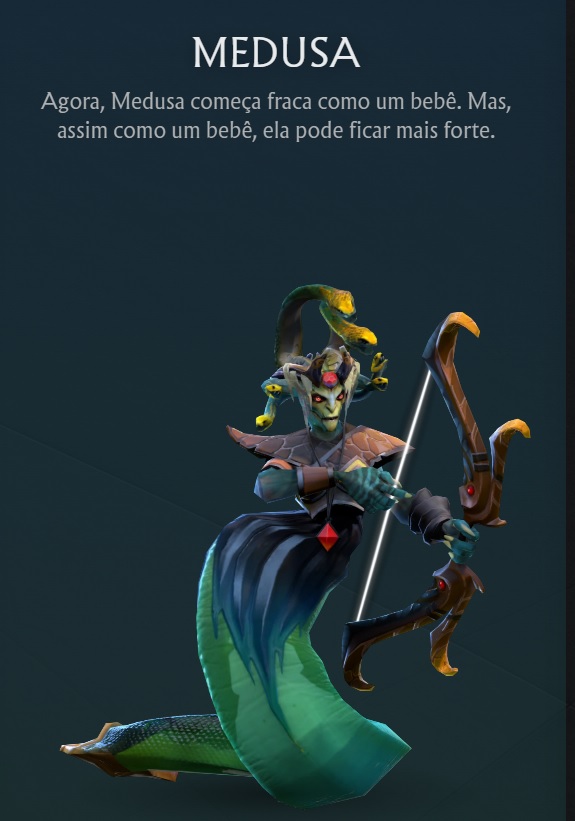 MEDUSA
Agora, Medusa começa fraca como um bebê. Mas,
assim como um bebê, ela pode ficar mais forte.